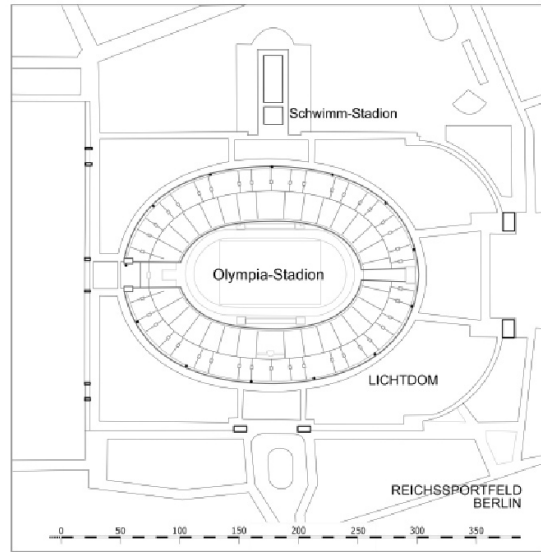 Schwimm-Stadion
Olympia-Stadion
LICHTDOM
REICHSSPORTFELD
BERLIN
0 50 100 150 200 250 300 350